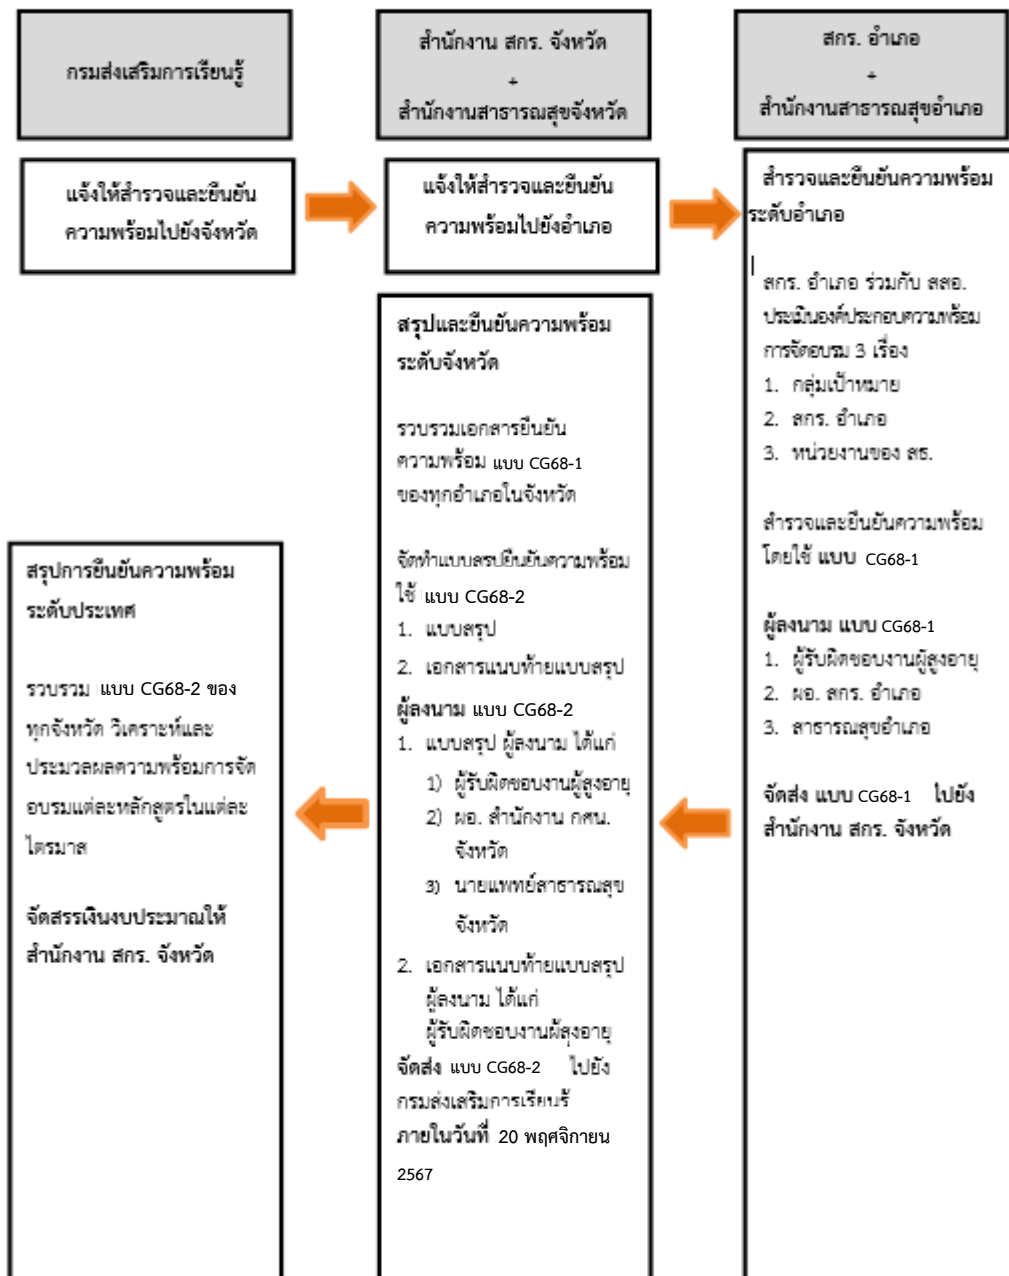 กรมส่งเสริมการเรียนรู้
สำนักงาน สกร. จังหวัด
+
สำนักงานสาธารณสุขจังหวัด
สกร. อำเภอ
+
สำนักงานสาธารณสุขอำเภอ
แจ้งให้สำรวจและยืนยัน
ความพร้อมไปยังจังหวัด
แจ้งให้สำรวจและยืนยัน
ความพร้อมไปยังอำเภอ
สำรวจและยืนยันความพร้อม
ระดับอำเภอ
สกร. อำเภอ ร่วมกับ สสอ.
ประเมินองค์ประกอบความพร้อม
การจัดอบรม 3 เรื่อง
1. กลุ่มเป้าหมาย
2. สกร. อำเภอ
3. หน่วยงานของ สธ.
สำรวจและยืนยันความพร้อม
โดยใช้ แบบ CG68-1
ผู้ลงนาม แบบ CG68-1
1. ผู้รับผิดชอบงานผู้สูงอายุ
2. ผอ. สกร. อำเภอ
3. สาธารณสุขอำเภอ
จัดส่ง แบบ CG68-1 ไปยัง
สำนักงาน สกร. จังหวัด
สรุปและยืนยันความพร้อม
ระดับจังหวัด
รวบรวมเอกสารยืนยัน
ความพร้อม แบบ CG68-1
ของทุกอำเภอในจังหวัด
จัดทำแบบสรุปยืนยันความพร้อม
ใช้ แบบ CG68-2
1. แบบสรุป
2. เอกสารแนบท้ายแบบสรุป
ผู้ลงนาม แบบ CG68-2
1. แบบสรุป ผู้ลงนาม ได้แก่
1) ผู้รับผิดชอบงานผู้สูงอายุ
2) ผอ. สำนักงาน กศน.
จังหวัด
3) นายแพทย์สาธารณสุข
จังหวัด
2. เอกสารแนบท้ายแบบสรุป
ผู้ลงนาม ได้แก่
ผู้รับผิดชอบงานผู้สูงอายุ
จัดส่ง แบบ CG68-2 ไปยัง
กรมส่งเสริมการเรียนรู้
ภายในวันที่ 20 พฤศจิกายน
2567
สรุปการยืนยันความพร้อม
ระดับประเทศ
รวบรวม แบบ CG68-2 ของ
ทุกจังหวัด วิเคราะห์และ
ประมวลผลความพร้อมการจัด
อบรมแต่ละหลักสูตรในแต่ละ
ไตรมาส
จัดสรรเงินงบประมาณให้
สำนักงาน สกร. จังหวัด